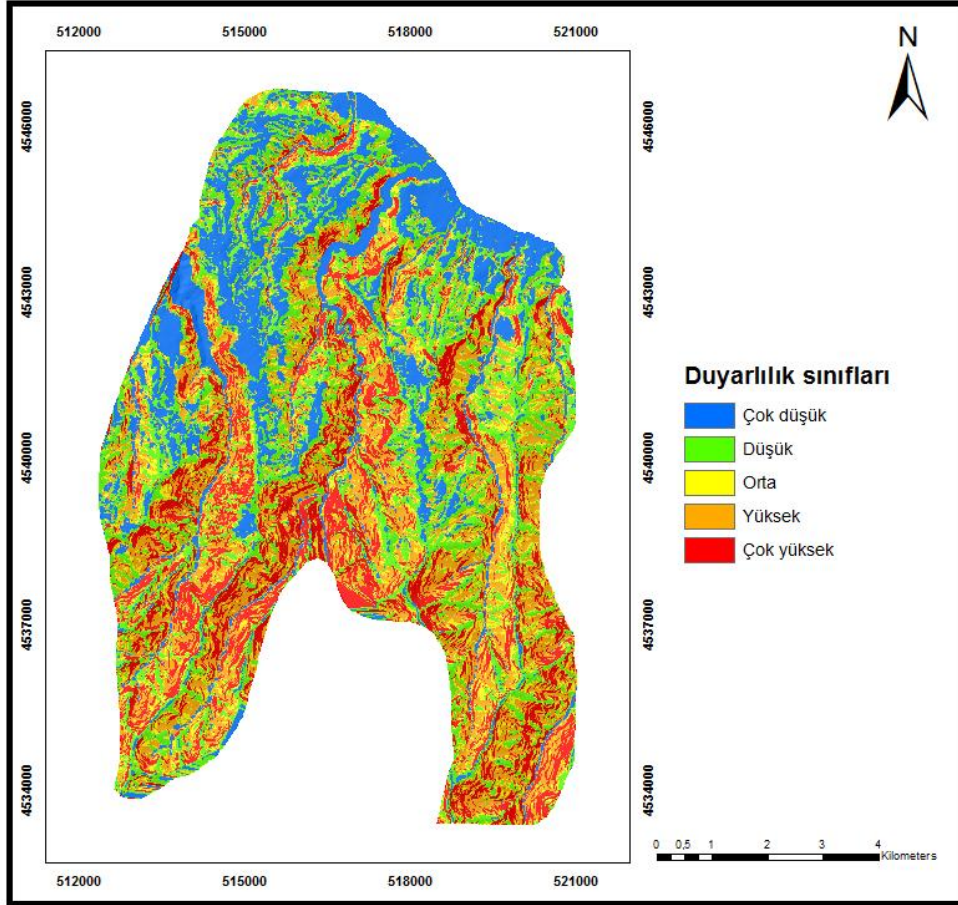 512000 515000 518000 521000
N
4546000 4546000
4543000 4543000
Duyarlılık sınıfları
Çok düşük
Düşük
Orta
Yüksek
Çok yüksek
4540000 4540000
4537000 4537000
4534000 4534000
0 0,5 1 2 3 4
Kilometers
512000 515000 518000 521000